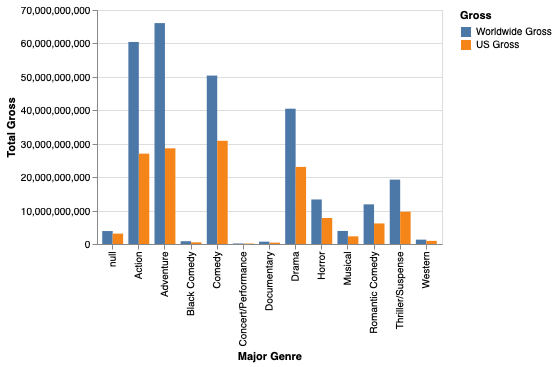 70,000,000,000
60,000,000,000
50,000,000,000
40,000,000,000
30,000,000,000
20,000,000,000
10,000,000,000
0
Total Gross
null
Action
Adventure
Black Comedy
Comedy
Concert/Performance
Documentary
Drama
Horror
Musical
Romantic Comedy
Thriller/Suspense
Western
Major Genre
Gross
Worldwide Gross
US Gross